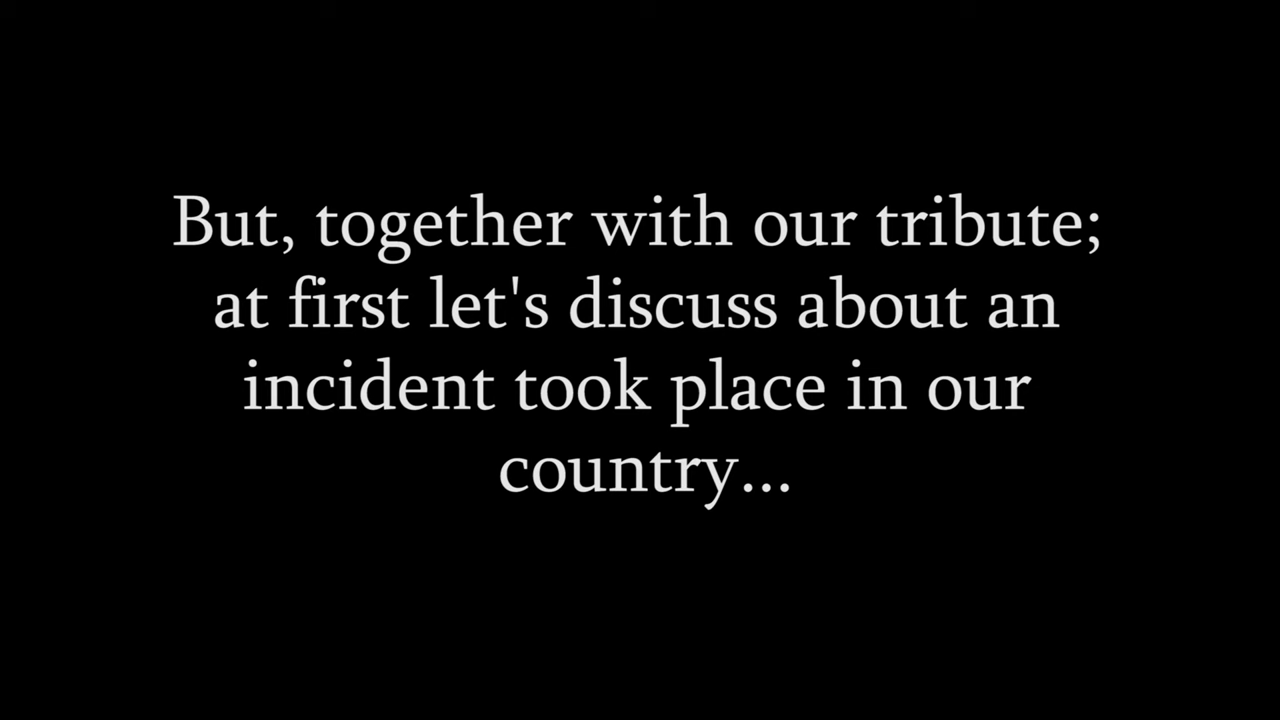 But, together with our tribute;
at first let's discuss about an
incident took place in our
country...